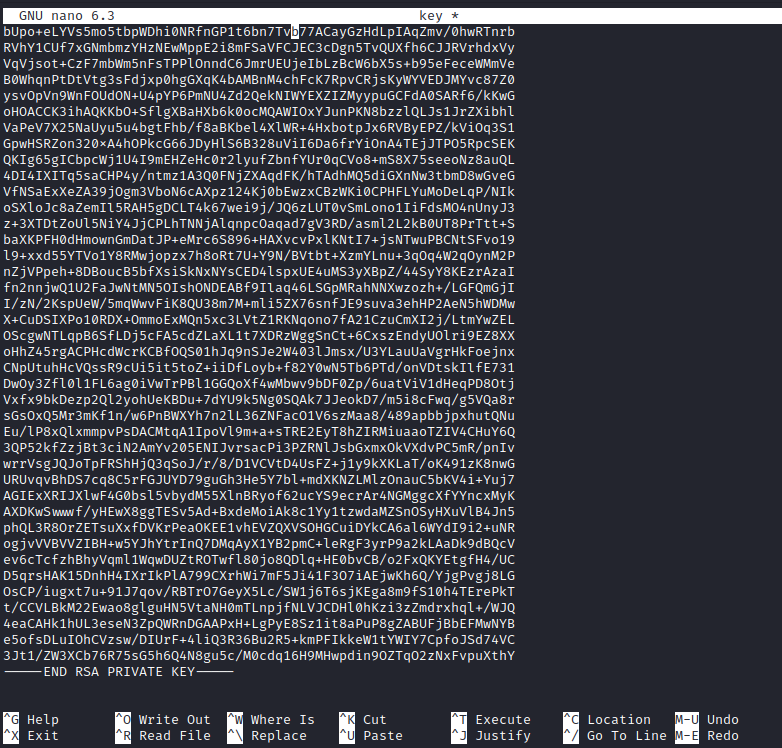 GNU nano 6.3 key *
bUpo+eLYVs5mo5tbpWDhi0NRfnGP1t6bn7Tvb77ACayGzHdLpIAqZmv/0hwRTnrb
RVhY1CUf7xGNmbmzYHzNEwMppE2i8mFSaVFCJEC3cDgn5TvQUXfh6CJJRVrhdxVy
VqVjsot+CzF7mbWm5nFsTPPlOnndC6JmrUEUjeIbLzBcW6bX5s+b95eFeceWMmVe
B0WhqnPtDtVtg3sFdjxp0hgGXqK4bAMBnM4chFcK7RpvCRjsKyWYVEDJMYvc87Z0
ysvOpVn9WnFOUdON+U4pYP6PmNU4Zd2QekNIWYEXZIZMyypuGCFdA0SARf6/kKwG
oHOACCK3ihAQKKbO+SflgXBaHXb6k0ocMQAWIOxYJunPKN8bzzlQLJs1JrZXibhl
VaPeV7X25NaUyu5u4bgtFhb/f8aBKbel4XlWR+4HxbotpJx6RVByEPZ/kViOq3S1
GpwHSRZon320×A4hOPkcG66JDyHlS6B328uViI6Da6frYiOnA4TEjJTPO5RpcSEK
QKIg65gICbpcWj1U4I9mEHZeHc0r2lyufZbnfYUr0qCVo8+mS8X75seeoNz8auQL
4DI4IXITq5saCHP4y/ntmz1A3Q0FNjZXAqdFK/hTAdhMQ5diGXnNw3tbmD8wGveG
VfNSaExXeZA39jOgm3VboN6cAXpz124Kj0bEwzxCBzWKi0CPHFLYuMoDeLqP/NIk
oSXloJc8aZemIl5RAH5gDCLT4k67wei9j/JQ6zLUT0vSmLono1IiFdsMO4nUnyJ3
z+3XTDtZoUl5NiY4JjCPLhTNNjAlqnpcOaqad7gV3RD/asml2L2kB0UT8PrTtt+S
baXKPFH0dHmownGmDatJP+eMrc6S896+HAXvcvPxlKNtI7+jsNTwuPBCNtSFvo19
l9+xxd55YTVo1Y8RMwjopzx7h8oRt7U+Y9N/BVtbt+XzmYLnu+3qOq4W2qOynM2P
nZjVPpeh+8DBoucB5bfXsiSkNxNYsCED4lspxUE4uMS3yXBpZ/44SyY8KEzrAzaI
fn2nnjwQ1U2FaJwNtMN5OIshONDEABf9Ilaq46LSGpMRahNNXwzozh+/LGFQmGjI
I/zN/2KspUeW/5mqWwvFiK8QU38m7M+mli5ZX76snfJE9suva3ehHP2AeN5hWDMw
X+CuDSIXPo10RDX+OmmoExMQn5xc3LVtZ1RKNqono7fA21CzuCmXI2j/LtmYwZEL
OScgwNTLqpB6SfLDj5cFA5cdZLaXL1t7XDRzWggSnCt+6CxszEndyUOlri9EZ8XX
oHhZ45rgACPHcdWcrKCBfOQS01hJq9nSJe2W403lJmsx/U3YLauUaVgrHkFoejnx
CNpUtuhHcVQssR9cUi5it5toZ+iiDfLoyb+f82Y0wN5Tb6PTd/onVDtskIlfE731
DwOy3Zfl0l1FL6ag0iVwTrPBl1GGQoXf4wMbwv9bDF0Zp/6uatViV1dHeqPD8Otj
Vxfx9bkDezp2Ql2yohUeKBDu+7dYU9k5Ng0SQAk7JJeokD7/m5i8cFwq/g5VQa8r
sGsOxQ5Mr3mKf1n/w6PnBWXYh7n2lL36ZNFacO1V6szMaa8/489apbbjpxhutQNu
Eu/lP8xQlxmmpvPsDACMtqA1IpoVl9m+a+sTRE2EyT8hZIRMiuaaoTZIV4CHuY6Q
3QP52kfZzjBt3ciN2AmYv205ENIJvrsacPi3PZRNlJsbGxmxOkVXdvPC5mR/pnIv
wrrVsgJQJoTpFRShHjQ3qSoJ/r/8/D1VCVtD4UsFZ+j1y9kXKLaT/oK491zK8nwG
URUvqvBhDS7cq8C5rFGJUYD79guGh3He5Y7bl+mdXKNZLMlzOnauC5bKV4i+Yuj7
AGIExXRIJXlwF4G0bsl5vbydM55XlnBRyof62ucYS9ecrAr4NGMggcXfYYncxMyK
AXDKwSwwwf/yHEwX8ggTESv5Ad+BxdeMoiAk8c1Yy1tzwdaMZSnOSyHXuVlB4Jn5
phQL3R8OrZETsuXxfDVKrPeaOKEE1vhEVZQXVSOHGCuiDYkCA6al6WYdI9i2+uNR
ogjvVVBVVZIBH+w5YJhYtrInQ7DMqAyX1YB2pmC+leRgF3yrP9a2kLAaDk9dBQcV
ev6cTcfzhBhyVqml1WqwDUZtROTwfl80jo8QDlq+HE0bvCB/o2FxQKYEtgfH4/UC
D5qrsHAK15DnhH4IXrIkPlA799CXrhWi7mF5Ji41F3O7iAEjwKh6Q/YjgPvgj8LG
OsCP/iugxt7u+91J7qov/RBTrO7GeyX5Lc/SW1j6T6sjKEga8m9fS10h4TErePkT
t/CCVLBkM22Ewao8glguHN5VtaNH0mTLnpjfNLVJCDHl0hKzi3zZmdrxhql+/WJQ
4eaCAHk1hUL3eseN3ZpQWRnDGAAPxH+LgPyE8Sz1it8aPuP8gZABUFjBbEFMwNYB
e5ofsDLuIOhCVzsw/DIUrF+4liQ3R36Bu2R5+kmPFIkkeW1tYWIY7CpfoJSd74VC
3Jt1/ZW3XCb76R75sG5h6Q4N8gu5c/M0cdq16H9MHwpdin9OZTqO2zNxFvpuXthY
-----END RSA PRIVATE KEY-----
^G Help ^O Write Out ^W Where Is ^K Cut ^T Execute ^C Location M-U Undo
^X Exit ^R Read File ^\ Replace ^U Paste ^J Justify ^/ Go To Line M-E Redo